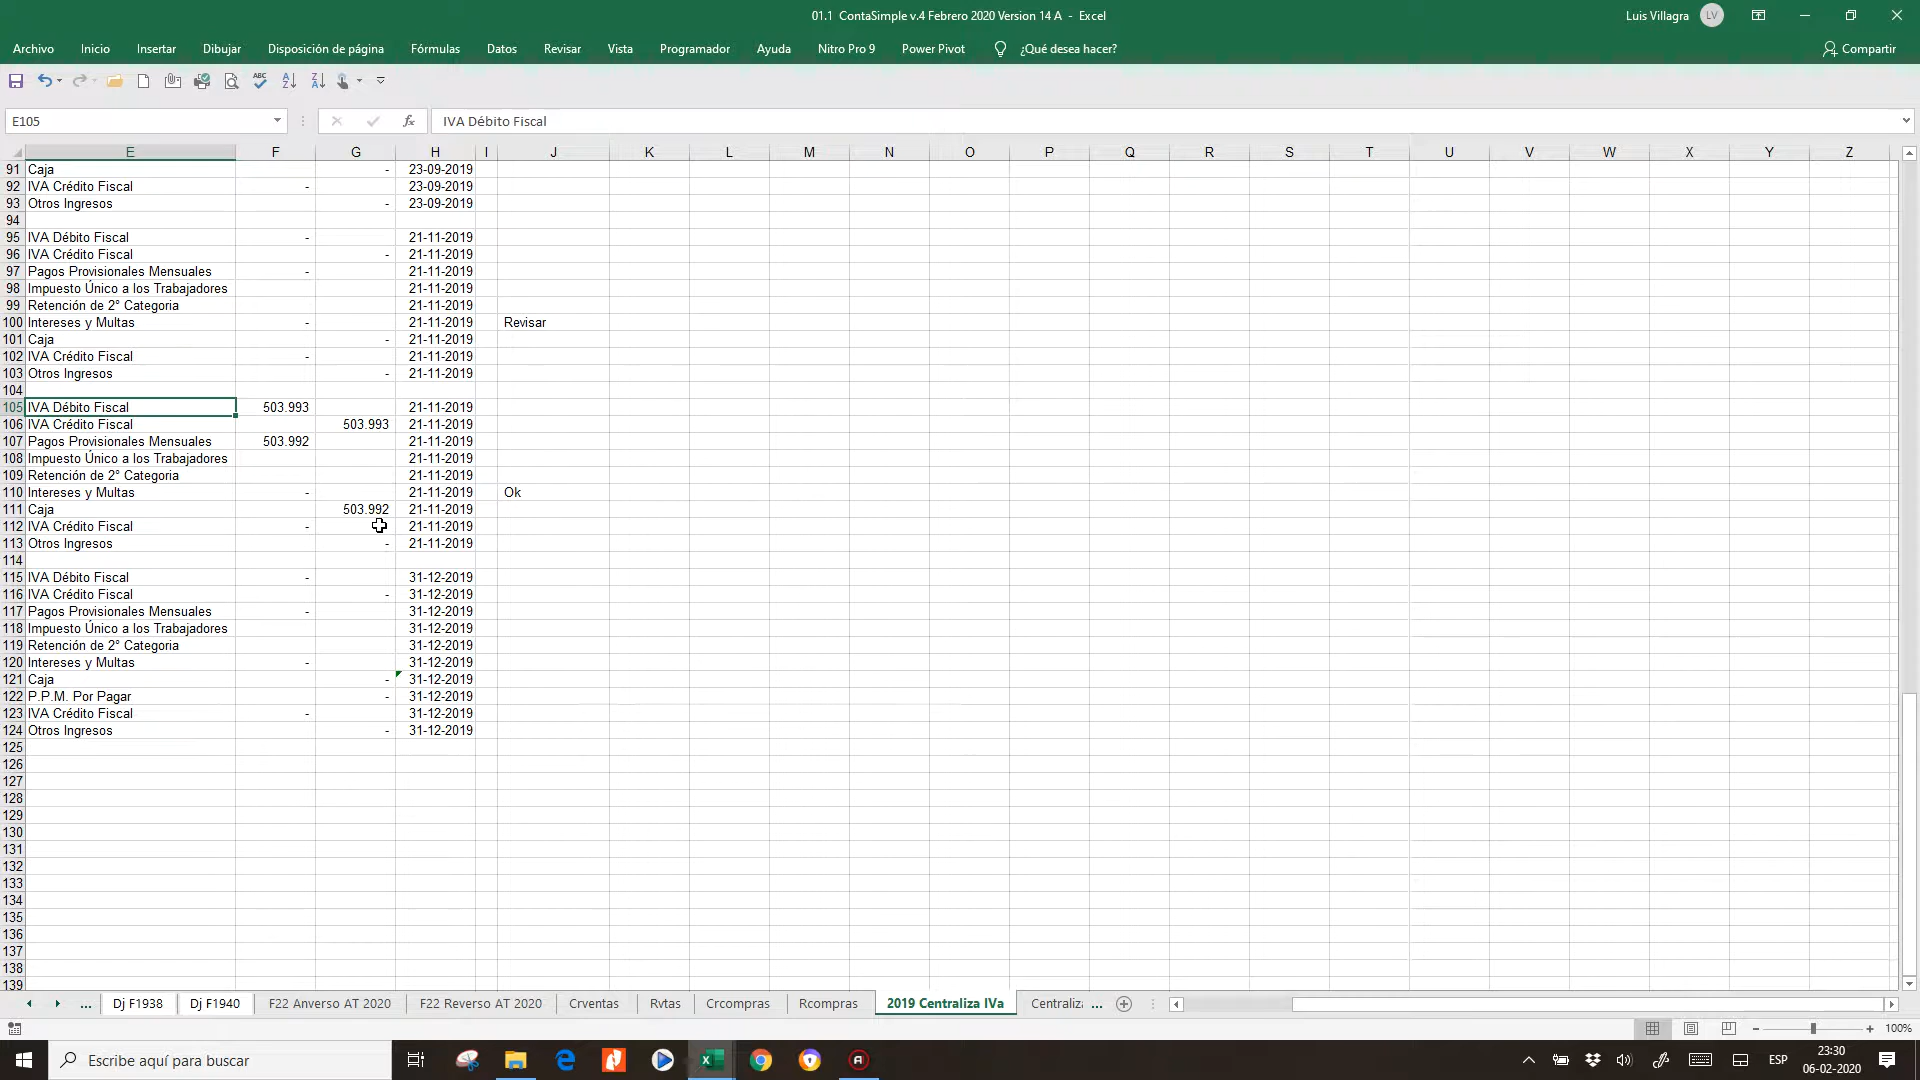 01.1 ContaSimple v.4 Febrero 2020 Version 14 A - Excel
Luis Villagra LV
Archivo Inicio Insertar Dibujar Disposición de página Fórmulas Datos Revisar Vista Programador Ayuda Nitro Pro 9 Power Pivot ¿Qué desea hacer? Compartir
E105 fx IVA Débito Fiscal
E F G H I J K L M N O P Q R S T U V W X Y Z
91 Caja - 23-09-2019
92 IVA Crédito Fiscal - 23-09-2019
93 Otros Ingresos - 23-09-2019
94
95 IVA Débito Fiscal - 21-11-2019
96 IVA Crédito Fiscal - 21-11-2019
97 Pagos Provisionales Mensuales - 21-11-2019
98 Impuesto Único a los Trabajadores 21-11-2019
99 Retención de 2° Categoria 21-11-2019
100 Intereses y Multas - 21-11-2019 Revisar
101 Caja - 21-11-2019
102 IVA Crédito Fiscal - 21-11-2019
103 Otros Ingresos - 21-11-2019
104
105 IVA Débito Fiscal 503.993 21-11-2019
106 IVA Crédito Fiscal 503.993 21-11-2019
107 Pagos Provisionales Mensuales 503.992 21-11-2019
108 Impuesto Único a los Trabajadores 21-11-2019
109 Retención de 2° Categoria 21-11-2019
110 Intereses y Multas - 21-11-2019 Ok
111 Caja 503.992 21-11-2019
112 IVA Crédito Fiscal - 21-11-2019
113 Otros Ingresos - 21-11-2019
114
115 IVA Débito Fiscal - 31-12-2019
116 IVA Crédito Fiscal - 31-12-2019
117 Pagos Provisionales Mensuales - 31-12-2019
118 Impuesto Único a los Trabajadores 31-12-2019
119 Retención de 2° Categoria 31-12-2019
120 Intereses y Multas - 31-12-2019
121 Caja - 31-12-2019
122 P.P.M. Por Pagar - 31-12-2019
123 IVA Crédito Fiscal - 31-12-2019
124 Otros Ingresos - 31-12-2019
125
126
127
128
129
130
131
132
133
134
135
136
137
138
139
... Dj F1938 Dj F1940 F22 Anverso AT 2020 F22 Reverso AT 2020 Crventas Rvtas Crcompras Rcompras 2019 Centraliza IVa Centraliz ...
100%
Escribe aquí para buscar
ESP 23:30
06-02-2020